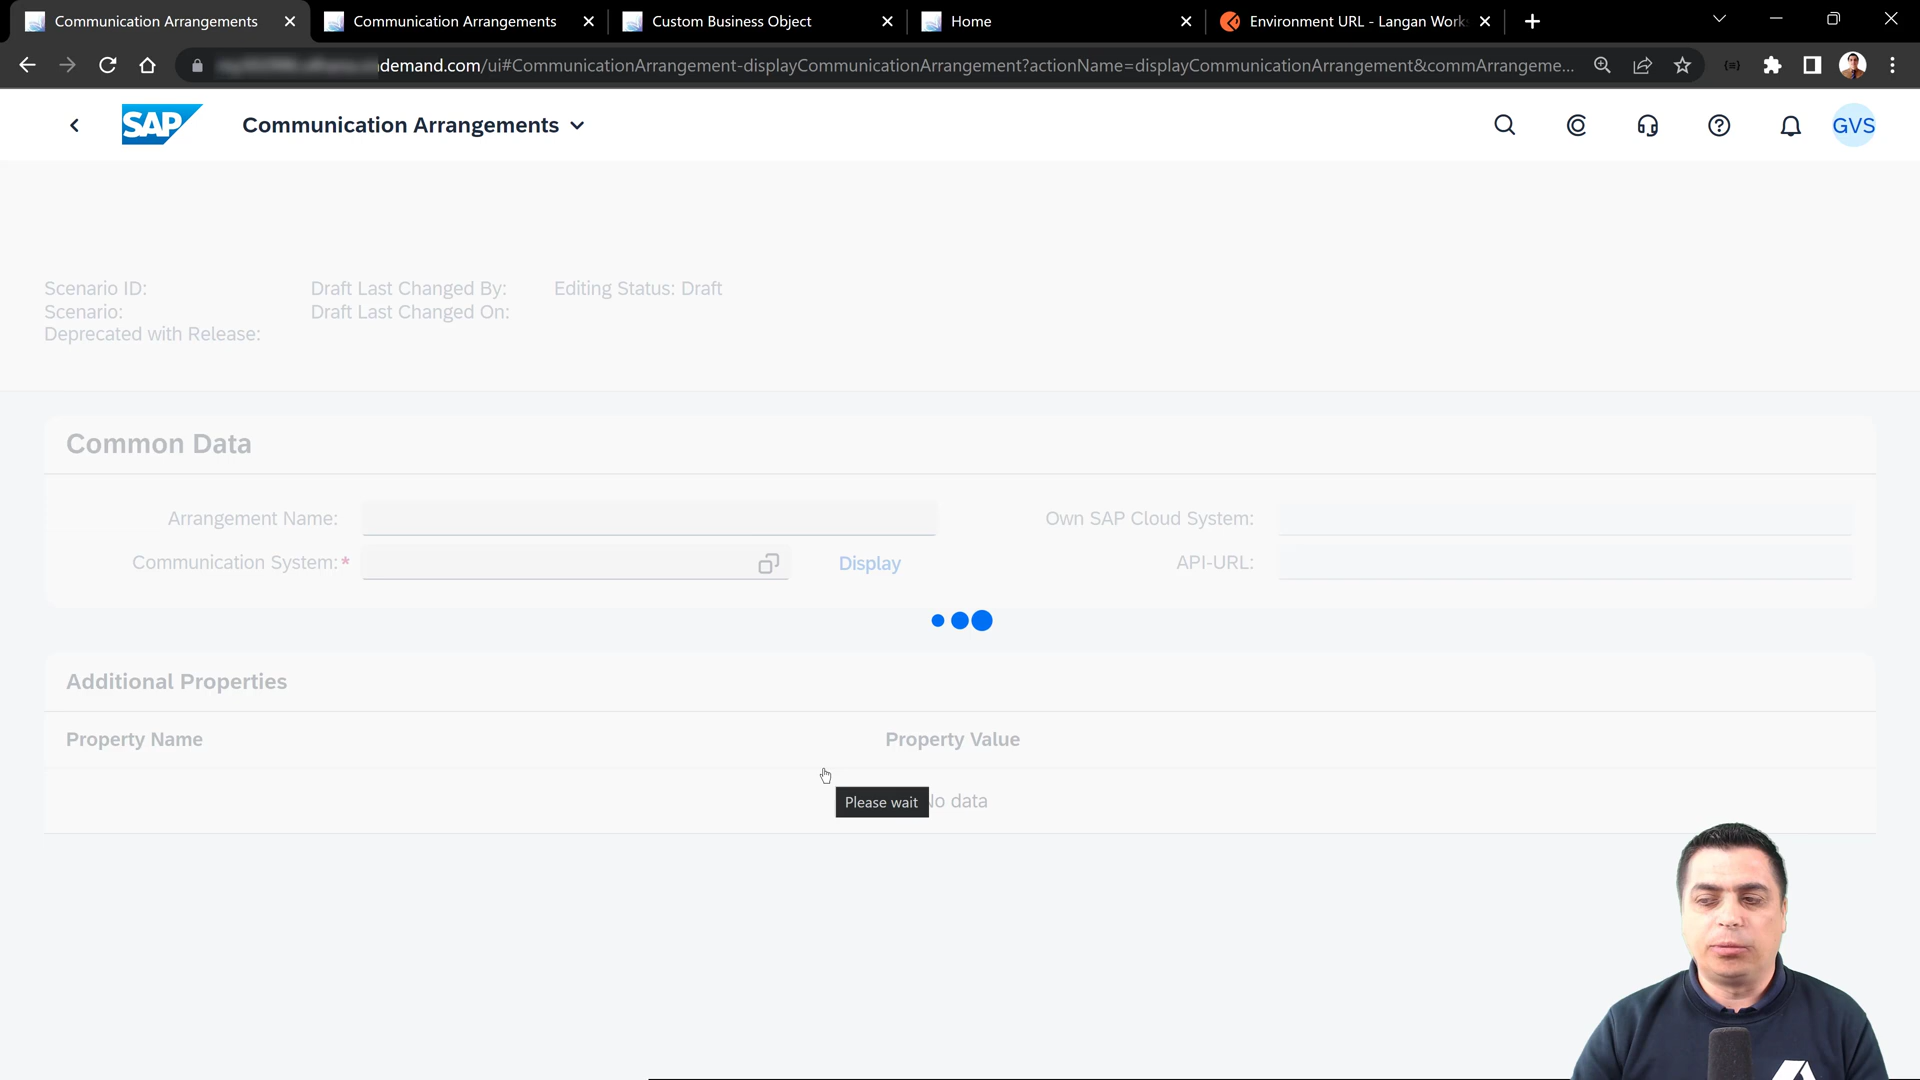 Communication Arrangements
Communication Arrangements
Custom Business Object
Home
Environment URL - Langan Works
demand.com/ui#CommunicationArrangement-displayCommunicationArrangement?actionName=displayCommunicationArrangement&commArrangeme...
SAP
Communication Arrangements
GVS
Scenario ID:
Scenario:
Deprecated with Release:
Draft Last Changed By:
Draft Last Changed On:
Editing Status: Draft
Common Data
Arrangement Name:
Own SAP Cloud System:
Communication System:*
Display
API-URL:
Additional Properties
Property Name
Property Value
Please wait
No data